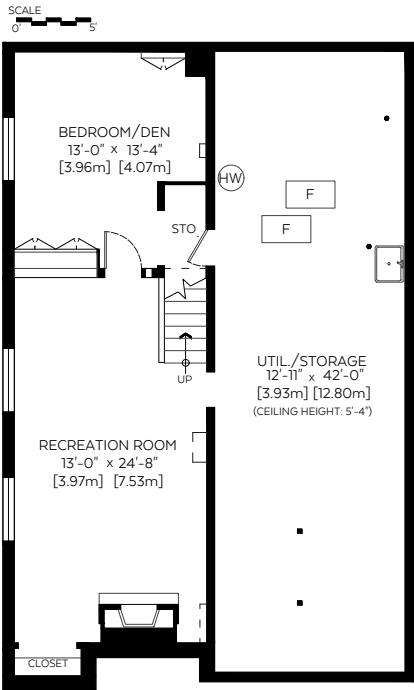 SCALE
0' 5'
BEDROOM/DEN
13'-0" x 13'-4"
[3.96m] [4.07m]
HW
F
STO.
F
UP
UTIL./STORAGE
12'-11" x 42'-0"
[3.93m] [12.80m]
(CEILING HEIGHT: 5'-4")
RECREATION ROOM
13'-0" x 24'-8"
[3.97m] [7.53m]
CLOSET